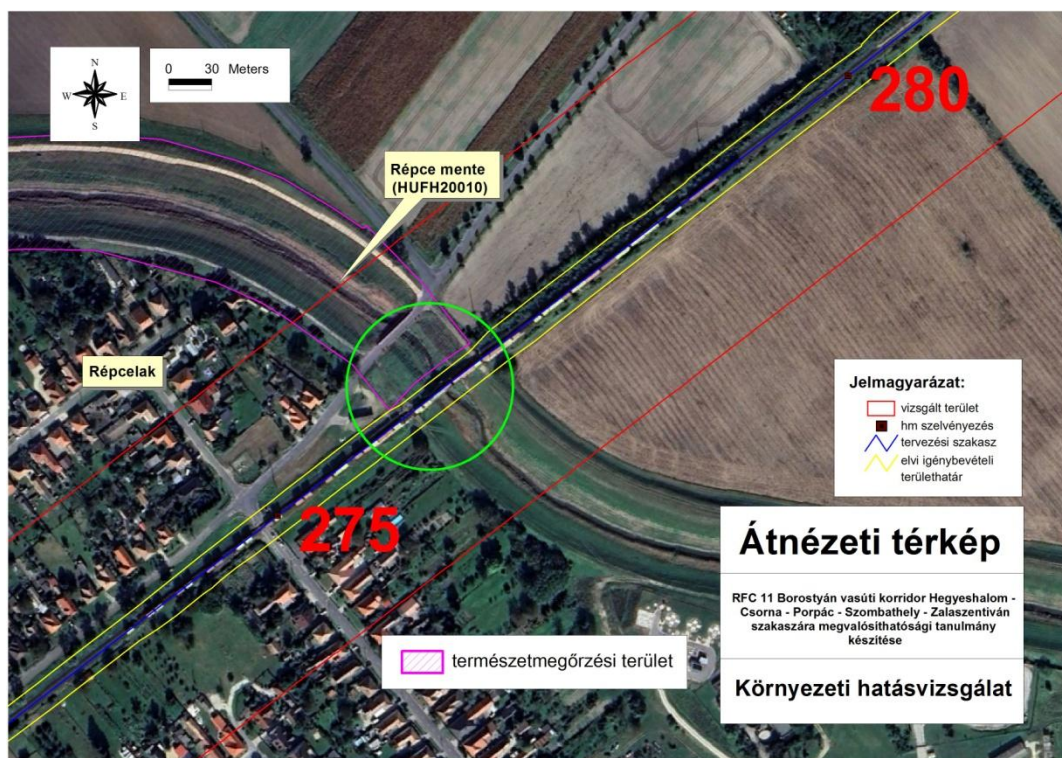 N
W E
S
0 30 Meters
280
Répce mente
(HUFH20010)
Répcelak
Jelmagyarázat:
vizsgált terület
hm szelvényezés
tervezési szakasz
elvi igénybevételi
területhatár
275
Átnézeti térkép
RFC 11 Borostyán vasúti korridor Hegyeshalom -
Csorna - Porpác - Szombathely - Zalaszentiván
szakaszára megvalósíthatósági tanulmány
készítése
természetmegőrzési terület
Környezeti hatásvizsgálat